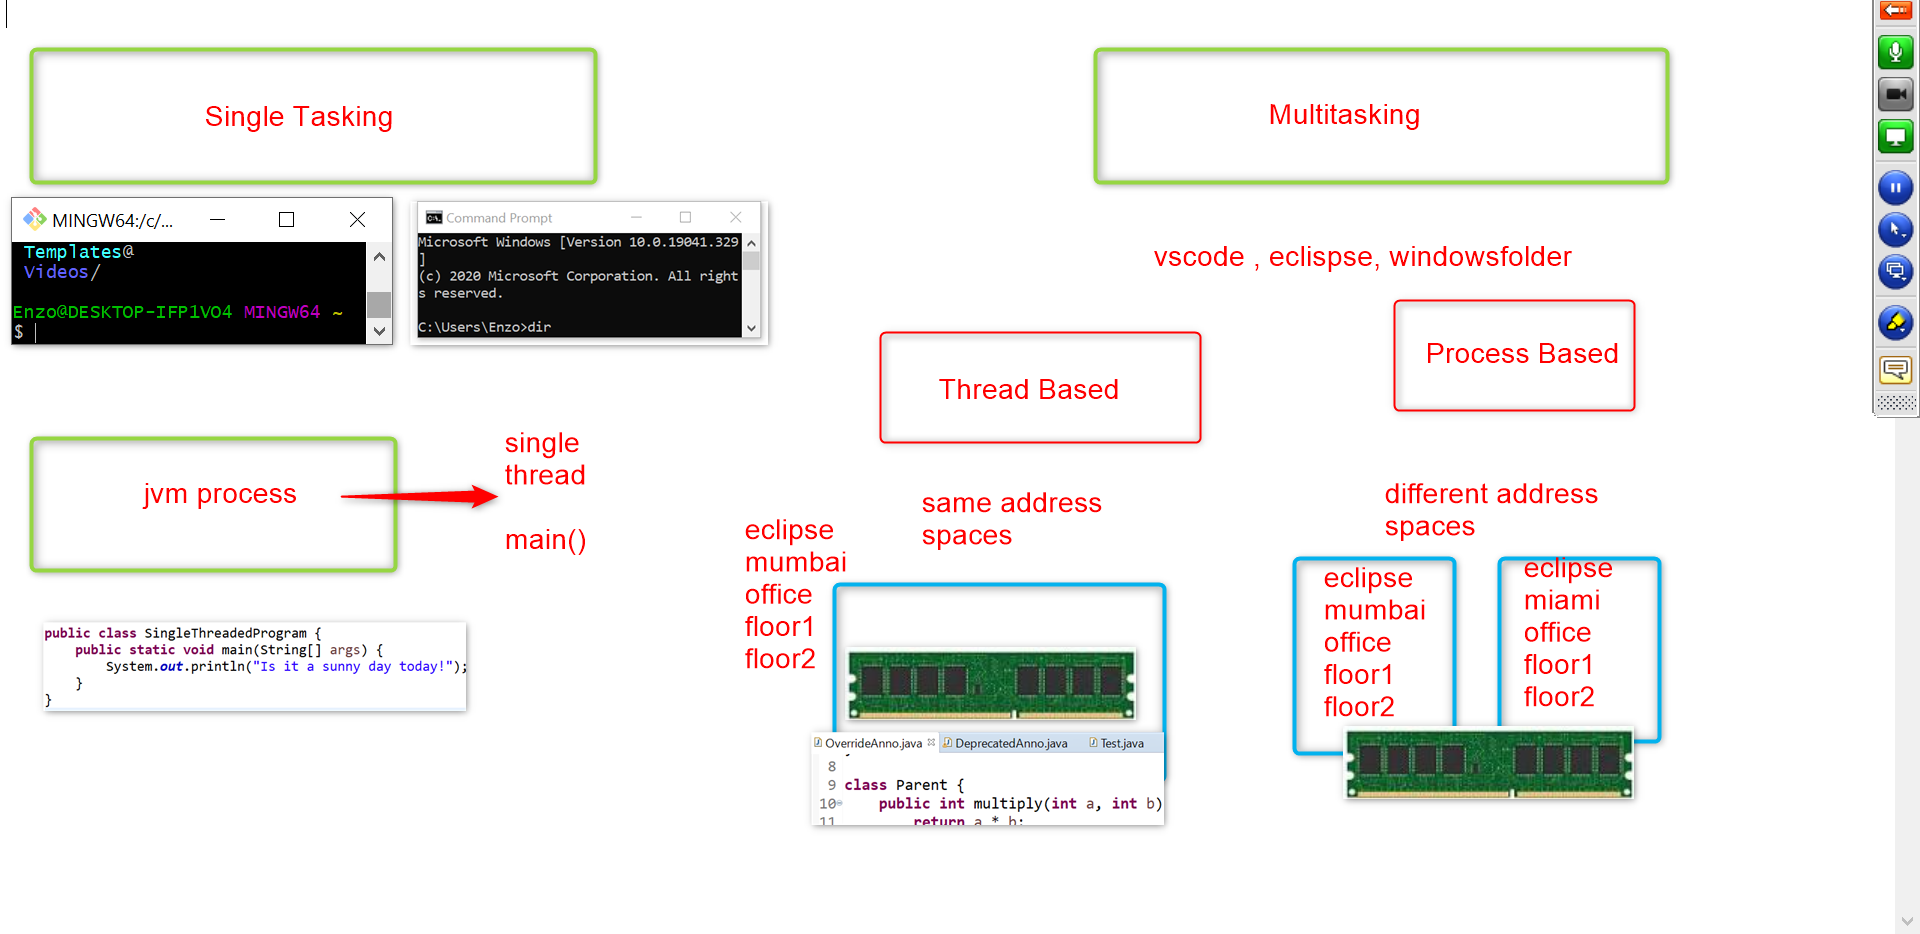 Single Tasking
Multitasking
MINGW64:/c/...
Templates@
Videos/
Enzo@DESKTOP-IFP1VO4 MINGW64 ~
$
Command Prompt
Microsoft Windows [Version 10.0.19041.329
]
(c) 2020 Microsoft Corporation. All right
s reserved.
C:\Users\Enzo>dir
vscode , eclispse, windowsfolder
Thread Based
Process Based
jvm process
single
thread
main()
same address
spaces
different address
spaces
eclipse
mumbai
office
floor1
floor2
eclipse
mumbai
office
floor1
floor2
eclipse
miami
office
floor1
floor2
public class SingleThreadedProgram {
public static void main(String[] args) {
System.out.println("Is it a sunny day today!");
}
}
OverrideAnno.java
DeprecatedAnno.java
Test.java
8
9 class Parent {
10 public int multiply(int a, int b)
11 return a * b;